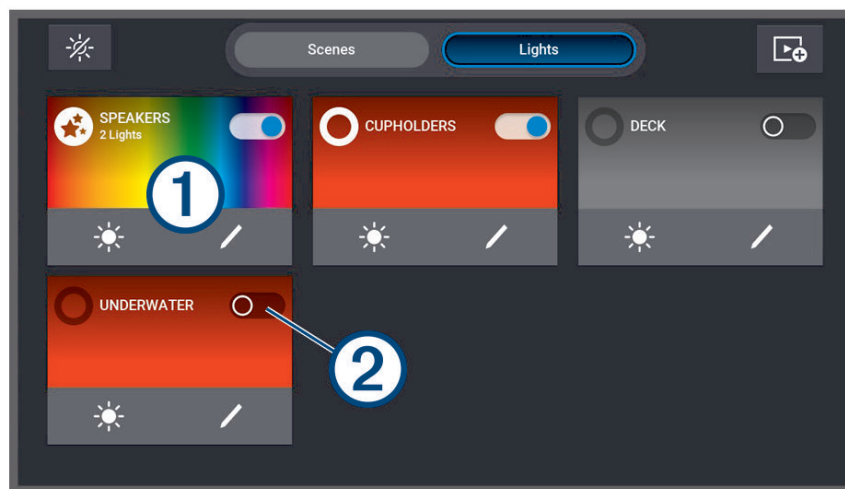 Scenes
Lights
SPEAKERS
2 Lights
CUPHOLDERS
DECK
1
UNDERWATER
2